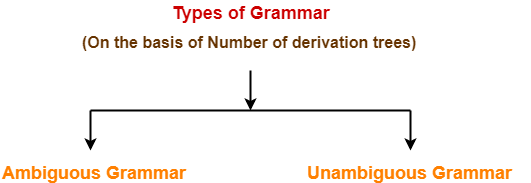 Types of Grammar
(On the basis of Number of derivation trees)
Ambiguous Grammar
Unambiguous Grammar